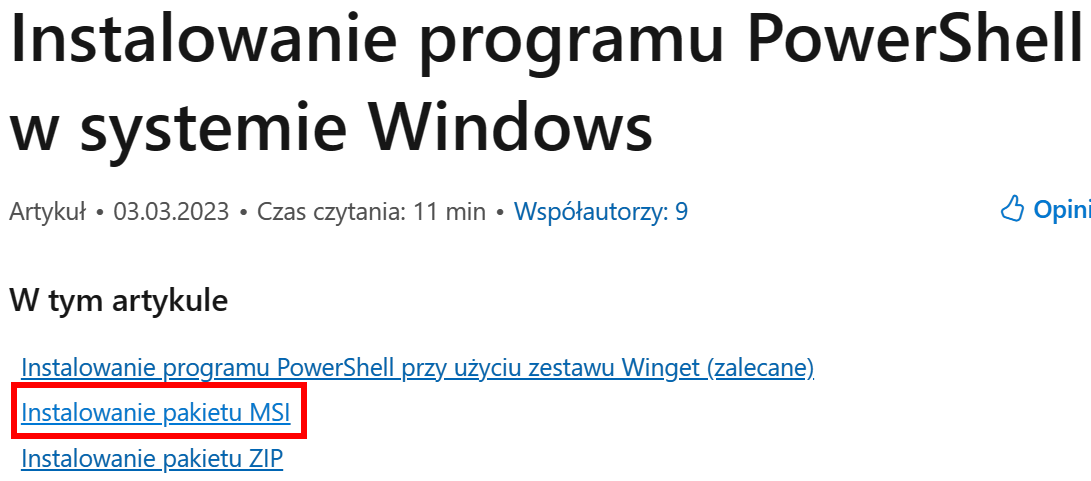 Instalowanie programu PowerShell
w systemie Windows
Artykuł • 03.03.2023 • Czas czytania: 11 min • Współautorzy: 9
Opini
W tym artykule
Instalowanie programu PowerShell przy użyciu zestawu Winget (zalecane)
Instalowanie pakietu MSI
Instalowanie pakietu ZIP